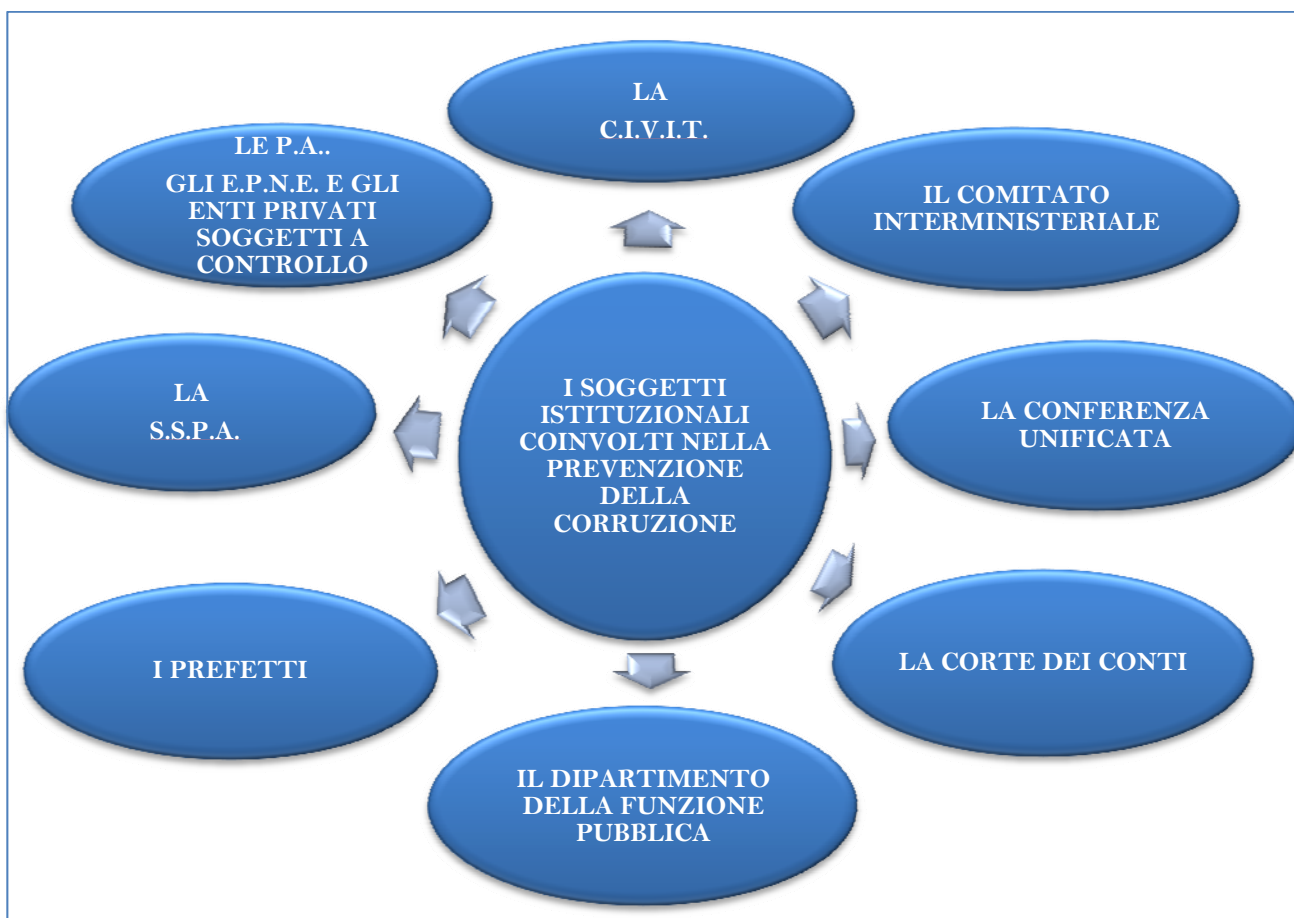 LA
C.I.V.I.T.
IL COMITATO
INTERMINISTERIALE
LA CONFERENZA
UNIFICATA
LA CORTE DEI CONTI
IL DIPARTIMENTO
DELLA FUNZIONE
PUBBLICA
I PREFETTI
LA
S.S.P.A.
LE P.A..
GLI E.P.N.E. E GLI
ENTI PRIVATI
SOGGETTI A
CONTROLLO
I SOGGETTI
ISTITUZIONALI
COINVOLTI NELLA
PREVENZIONE
DELLA
CORRUZIONE